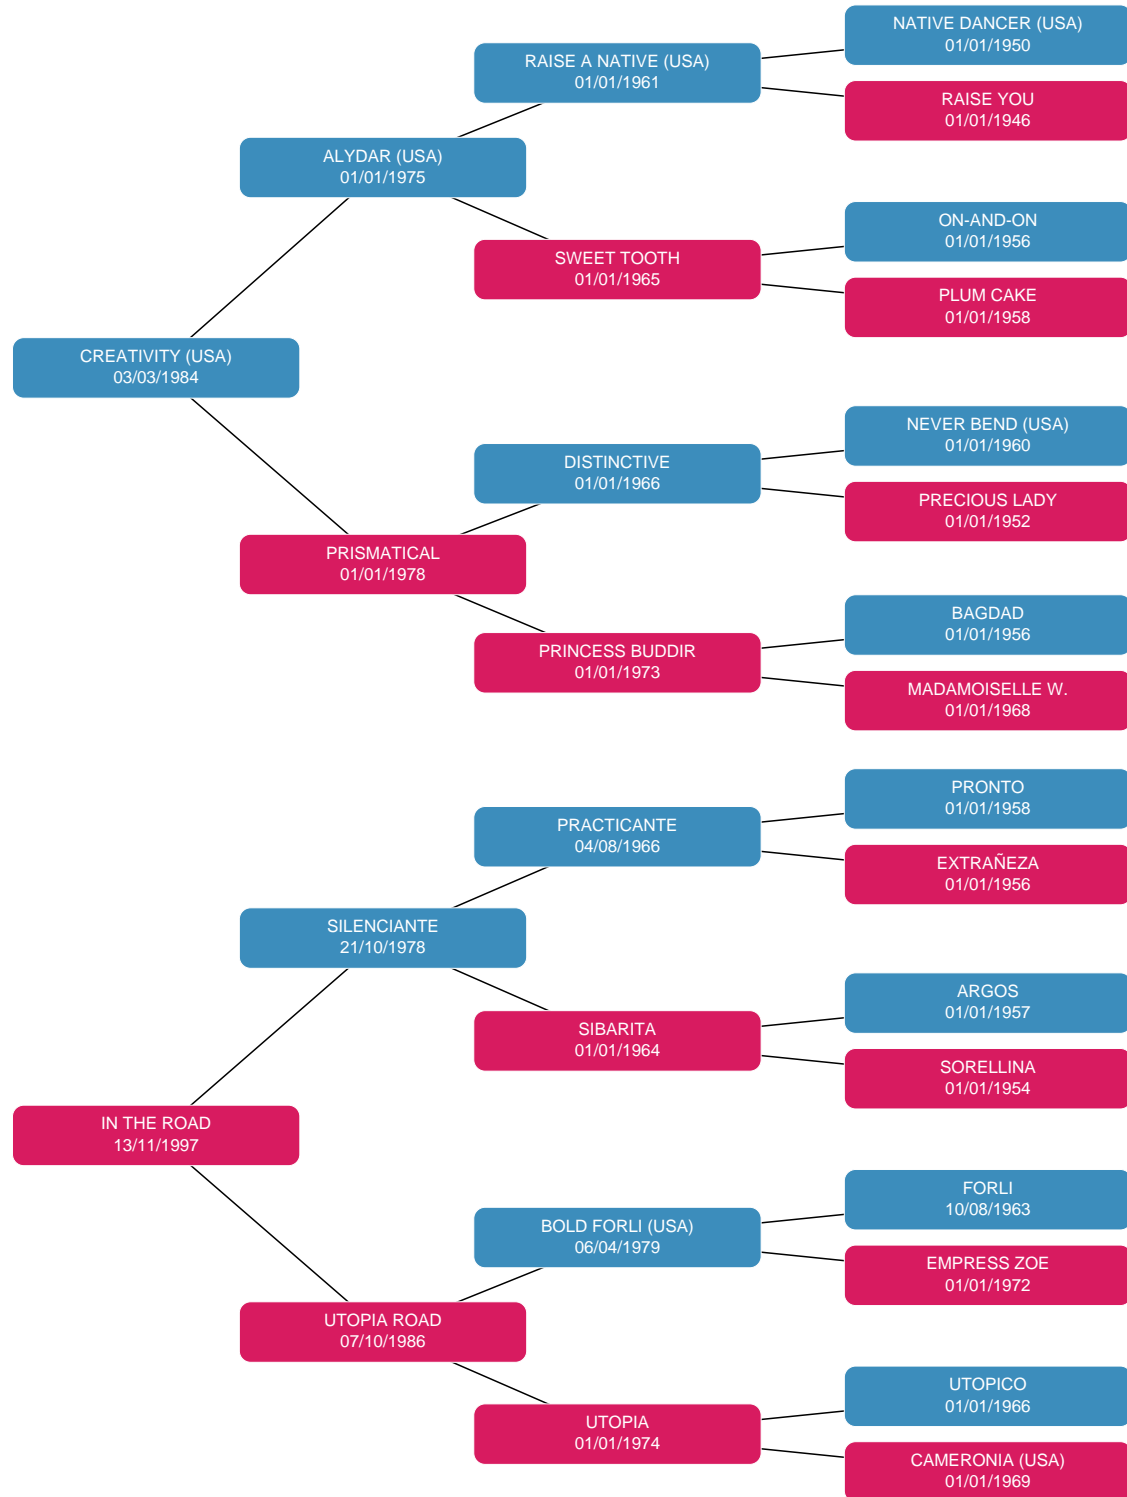 NATIVE DANCER (USA)
01/01/1950
RAISE A NATIVE (USA)
01/01/1961
RAISE YOU
01/01/1946
ALYDAR (USA)
01/01/1975
ON-AND-ON
01/01/1956
SWEET TOOTH
01/01/1965
PLUM CAKE
01/01/1958
CREATIVITY (USA)
03/03/1984
NEVER BEND (USA)
01/01/1960
DISTINCTIVE
01/01/1966
PRECIOUS LADY
01/01/1952
PRISMATICAL
01/01/1978
BAGDAD
01/01/1956
PRINCESS BUDDIR
01/01/1973
MADAMOISELLE W.
01/01/1968
PRONTO
01/01/1958
PRACTICANTE
04/08/1966
EXTRAÑEZA
01/01/1956
SILENCIANTE
21/10/1978
ARGOS
01/01/1957
SIBARITA
01/01/1964
SORELLINA
01/01/1954
IN THE ROAD
13/11/1997
FORLI
10/08/1963
BOLD FORLI (USA)
06/04/1979
EMPRESS ZOE
01/01/1972
UTOPIA ROAD
07/10/1986
UTOPICO
01/01/1966
UTOPIA
01/01/1974
CAMERONIA (USA)
01/01/1969